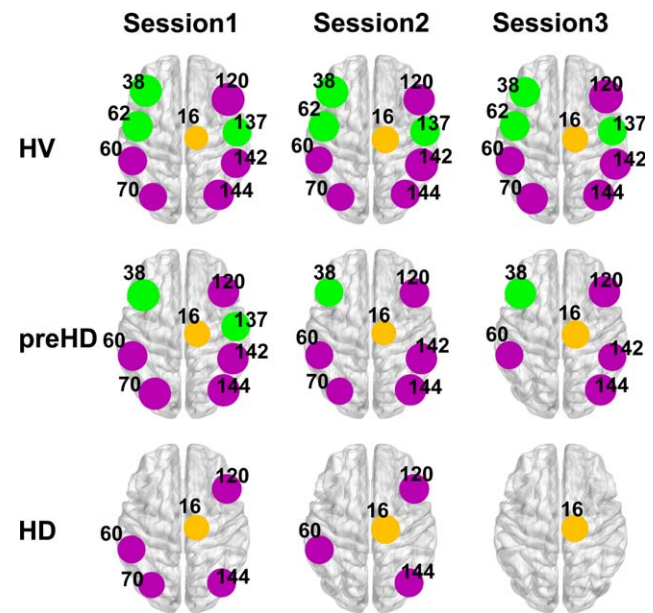 Session1 Session2 Session3
38 120 38 120 38 120
62 16 137 62 16 137 62 16 137
HV
60 142 60 142 60 142
70 144 70 144 70 144
38 120 38 120 38 120
16 137 16 16
preHD
60 142 60 142 60 142
70 144 70 144 144
120 120
16 16 16
HD
60 60
70 144 144